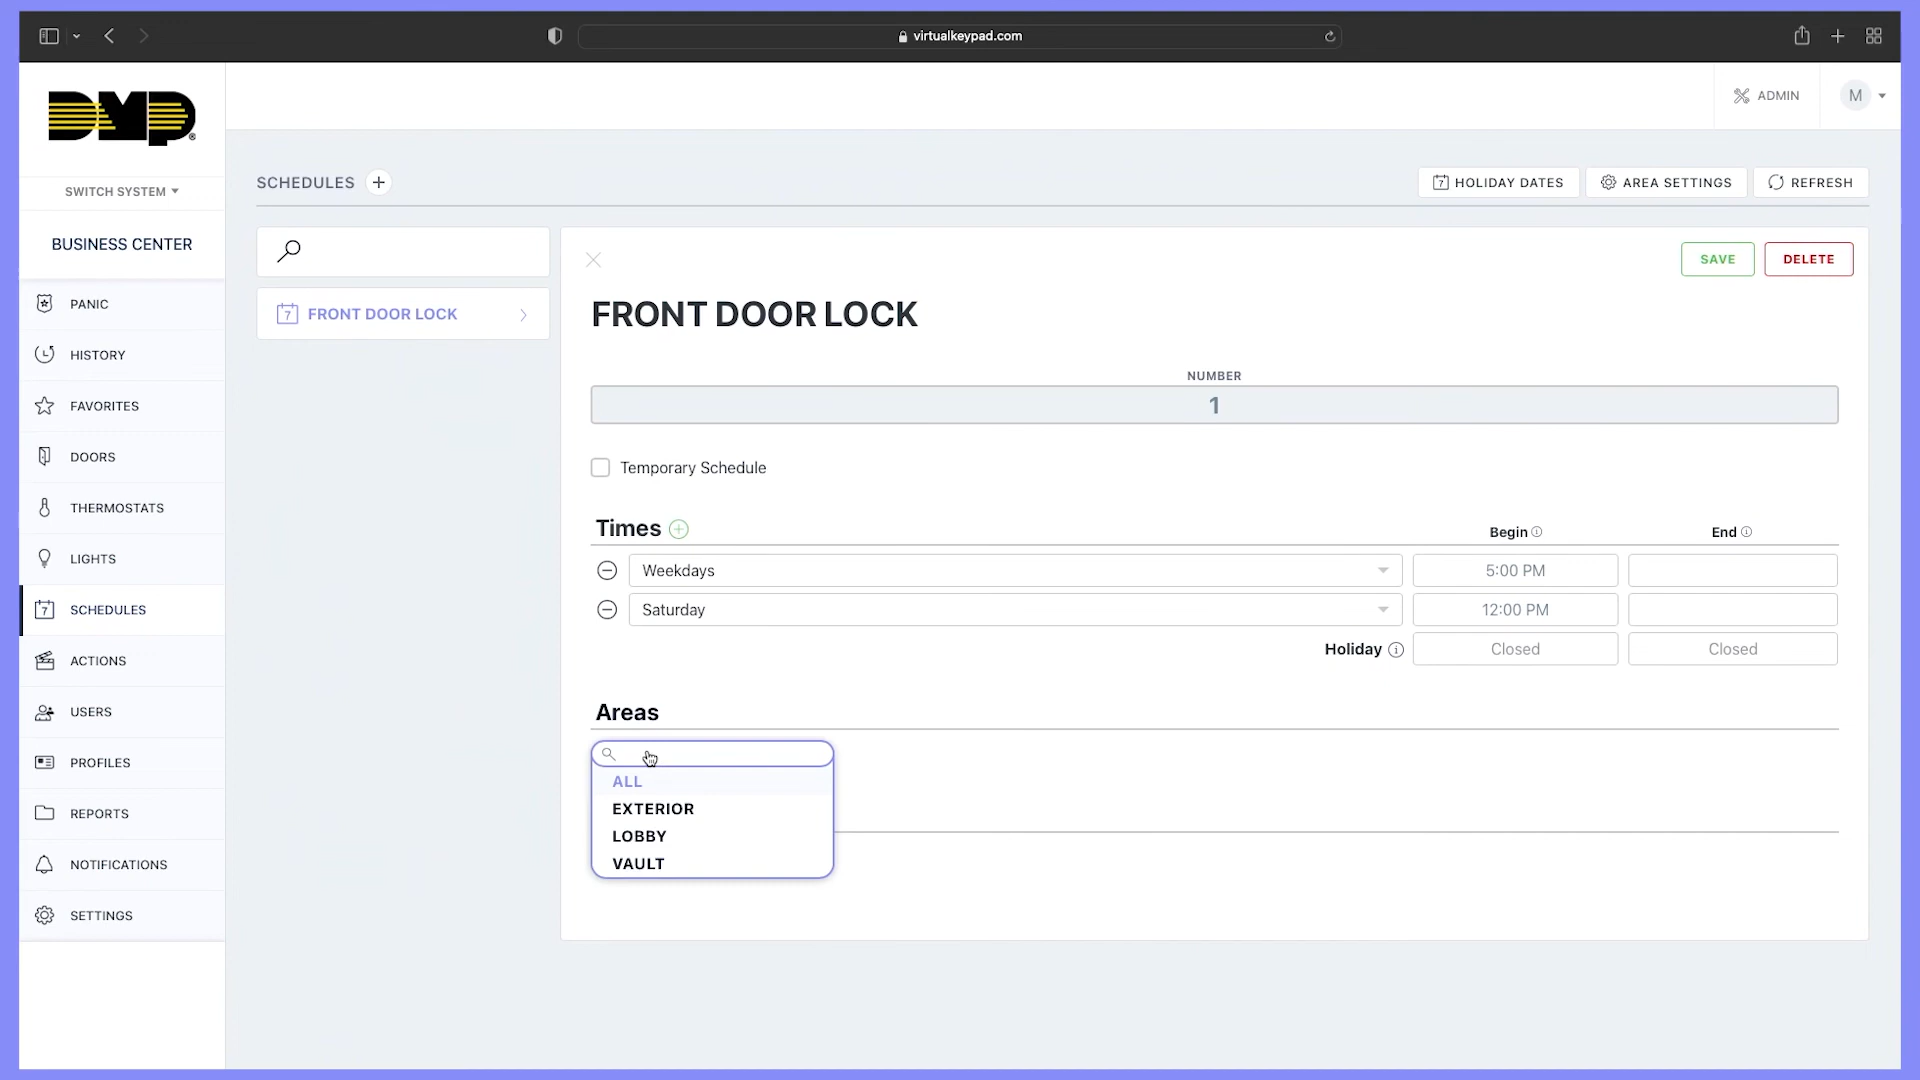 virtualkeypad.com
DMP®
ADMIN
M
SWITCH SYSTEM
BUSINESS CENTER
PANIC
HISTORY
FAVORITES
DOORS
THERMOSTATS
LIGHTS
7 SCHEDULES
ACTIONS
USERS
PROFILES
REPORTS
NOTIFICATIONS
SETTINGS
SCHEDULES
7 HOLIDAY DATES
AREA SETTINGS
REFRESH
7 FRONT DOOR LOCK
SAVE
DELETE
FRONT DOOR LOCK
NUMBER
1
Temporary Schedule
Times
Begin
End
Weekdays
5:00 PM
Saturday
12:00 PM
Holiday
Closed
Closed
Areas
ALL
EXTERIOR
LOBBY
VAULT